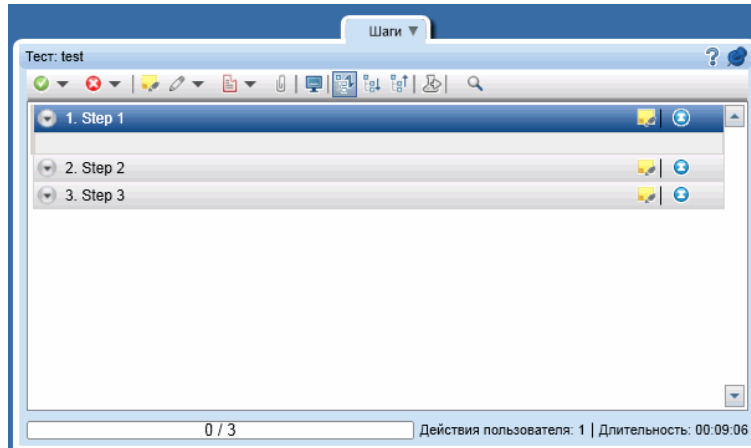 Шаги
Тест: test
1. Step 1
2. Step 2
3. Step 3
0 / 3 Действия пользователя: 1 | Длительность: 00:09:06